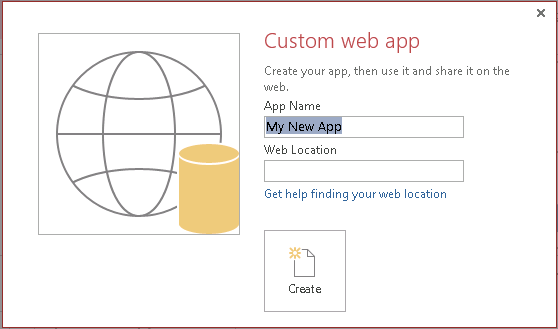 Custom web app
Create your app, then use it and share it on the
web.
App Name
My New App
Web Location
Get help finding your web location
Create